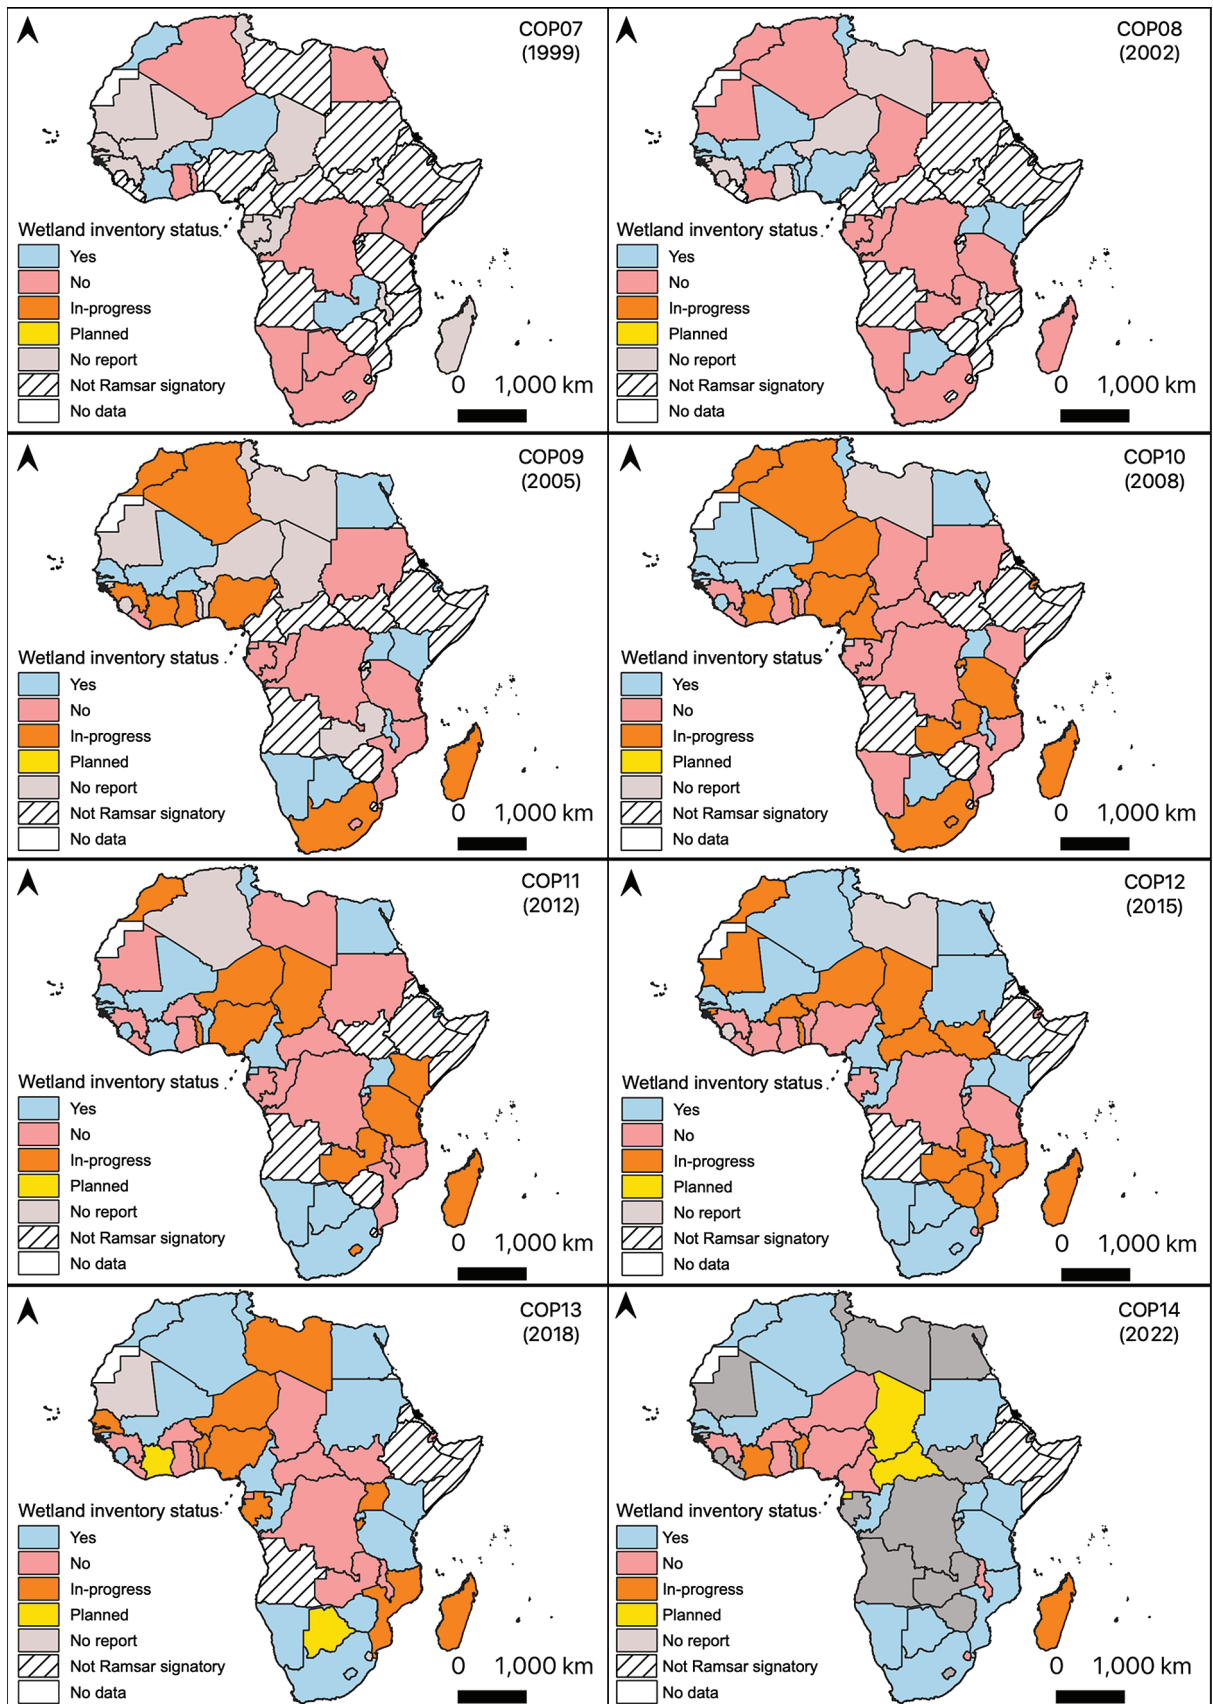 COP07
(1999)
Wetland inventory status
Yes
No
In-progress
Planned
No report
Not Ramsar signatory
No data
0 1,000 km
COP08
(2002)
Wetland inventory status
Yes
No
In-progress
Planned
No report
Not Ramsar signatory
No data
0 1,000 km
COP09
(2005)
Wetland inventory status
Yes
No
In-progress
Planned
No report
Not Ramsar signatory
No data
0 1,000 km
COP10
(2008)
Wetland inventory status
Yes
No
In-progress
Planned
No report
Not Ramsar signatory
No data
0 1,000 km
COP11
(2012)
Wetland inventory status
Yes
No
In-progress
Planned
No report
Not Ramsar signatory
No data
0 1,000 km
COP12
(2015)
Wetland inventory status
Yes
No
In-progress
Planned
No report
Not Ramsar signatory
No data
0 1,000 km
COP13
(2018)
Wetland inventory status
Yes
No
In-progress
Planned
No report
Not Ramsar signatory
No data
0 1,000 km
COP14
(2022)
Wetland inventory status
Yes
No
In-progress
Planned
No report
Not Ramsar signatory
No data
0 1,000 km